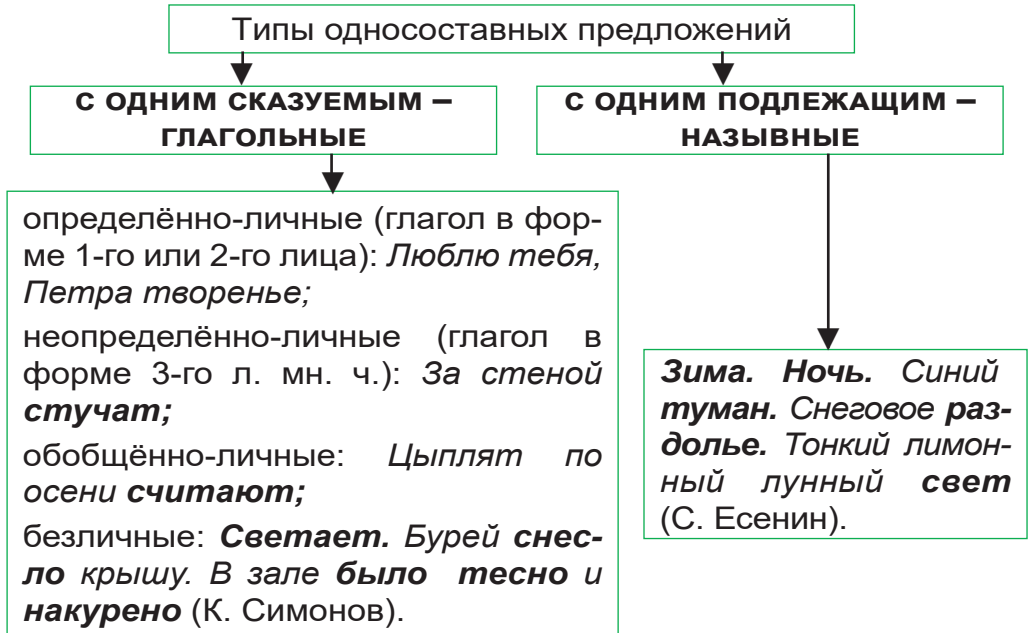 Типы односоставных предложений
С ОДНИМ СКАЗУЕМЫМ –
ГЛАГОЛЬНЫЕ
С ОДНИМ ПОДЛЕЖАЩИМ –
НАЗЫВНЫЕ
определённо-личные (глагол в фор-
ме 1-го или 2-го лица): Люблю тебя,
Петра творенье;
неопределённо-личные (глагол в
форме 3-го л. мн. ч.): За стеной
стучат;
обобщённо-личные: Цыплят по
осени считают;
безличные: Светает. Бурей снес-
ло крышу. В зале было тесно и
накурено (К. Симонов).
Зима. Ночь. Синий
туман. Снеговое раз-
долье. Тонкий лимон-
ный лунный свет
(С. Есенин).